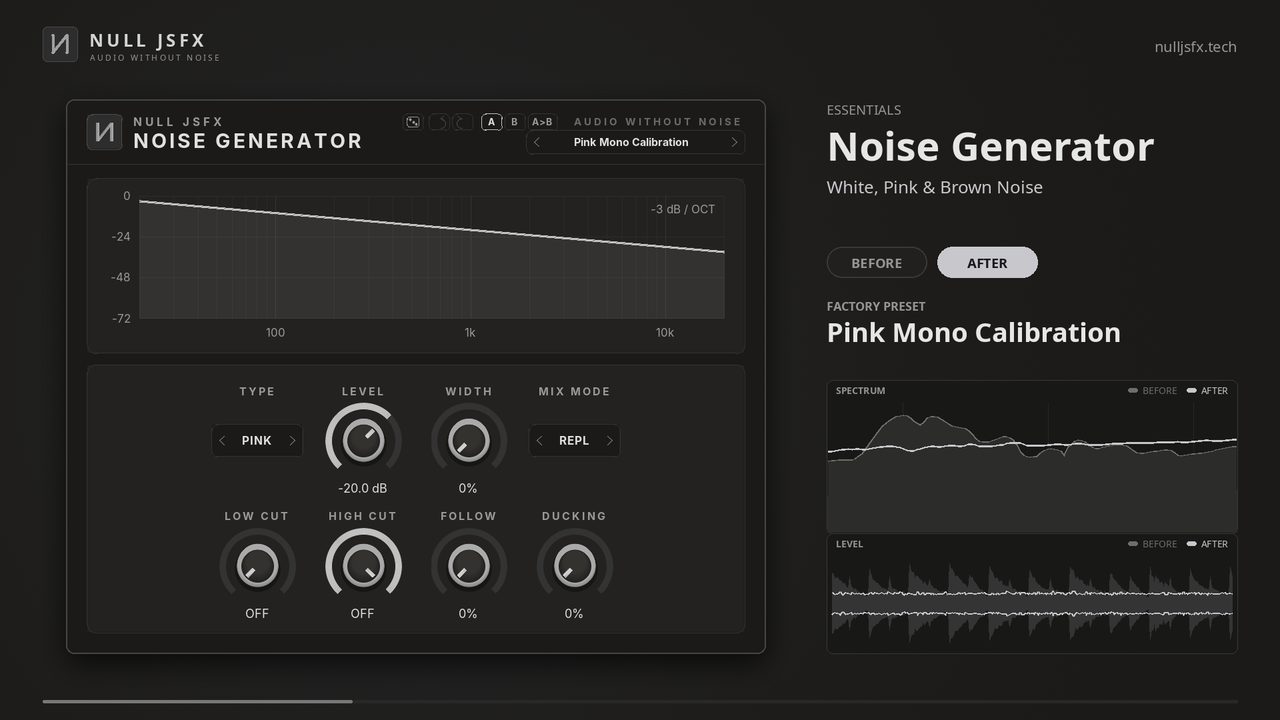 NULL JSFX
AUDIO WITHOUT NOISE
nulljsfx.tech
NULL JSFX
NOISE GENERATOR
A B A>B
AUDIO WITHOUT NOISE
Pink Mono Calibration
0
-24
-48
-72
-3 dB / OCT
100 1k 10k
TYPE LEVEL WIDTH MIX MODE
PINK REPL
-20.0 dB 0%
LOW CUT HIGH CUT FOLLOW DUCKING
OFF OFF 0% 0%
ESSENTIALS
Noise Generator
White, Pink & Brown Noise
BEFORE AFTER
FACTORY PRESET
Pink Mono Calibration
SPECTRUM BEFORE AFTER
LEVEL BEFORE AFTER